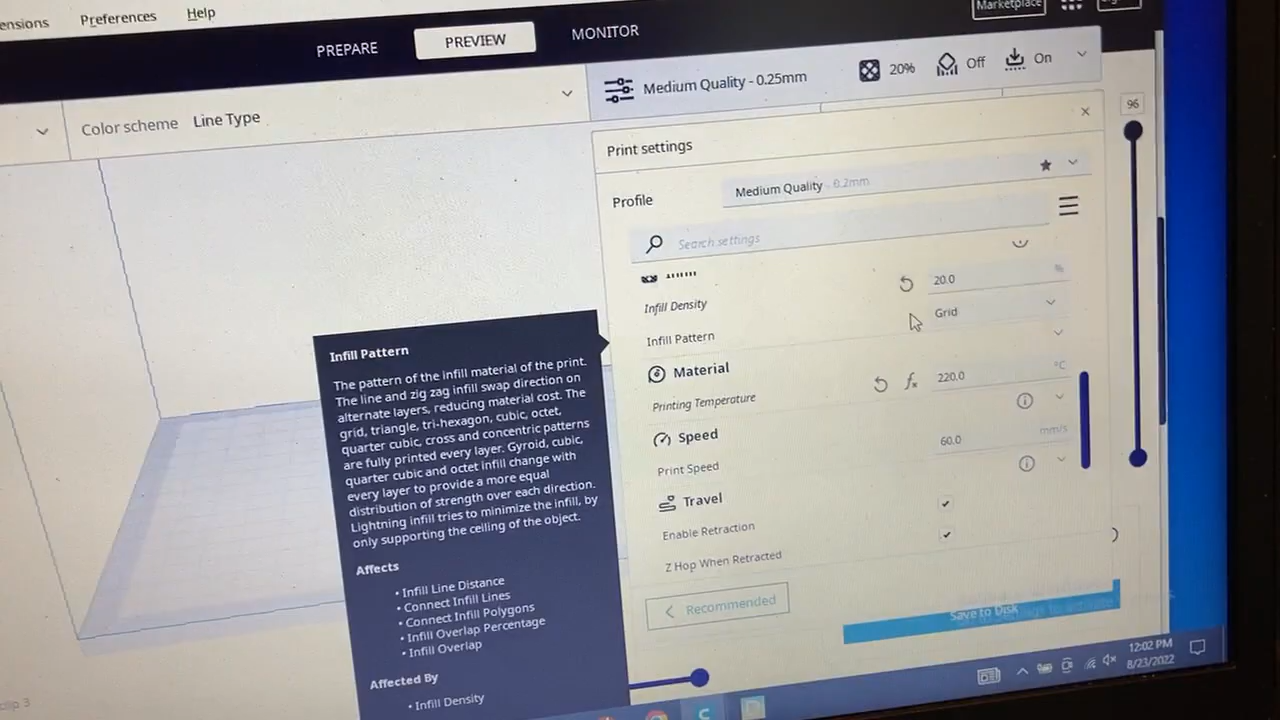 ensions Preferences Help
Marketplace
PREPARE PREVIEW MONITOR
Color scheme Line Type
Medium Quality - 0.25mm 20% Off On
96
Print settings
Profile Medium Quality - 0.2mm
Search settings
Infill Density 20.0 %
Infill Pattern Grid
Material
Printing Temperature 220.0 °C
Speed
Print Speed 60.0 mm/s
Travel
Enable Retraction
Z Hop When Retracted
Recommended
Save to Disk
Infill Pattern
The pattern of the infill material of the print.
The line and zig zag infill swap direction on
alternate layers, reducing material cost. The
grid, triangle, tri-hexagon, cubic, octet,
quarter cubic, cross and concentric patterns
are fully printed every layer. Gyroid, cubic,
quarter cubic and octet infill change with
every layer to provide a more equal
distribution of strength over each direction.
Lightning infill tries to minimize the infill, by
only supporting the ceiling of the object.
Affects
• Infill Line Distance
• Connect Infill Lines
• Connect Infill Polygons
• Infill Overlap Percentage
• Infill Overlap
Affected By
• Infill Density
clip 3
12:02 PM
8/23/2022